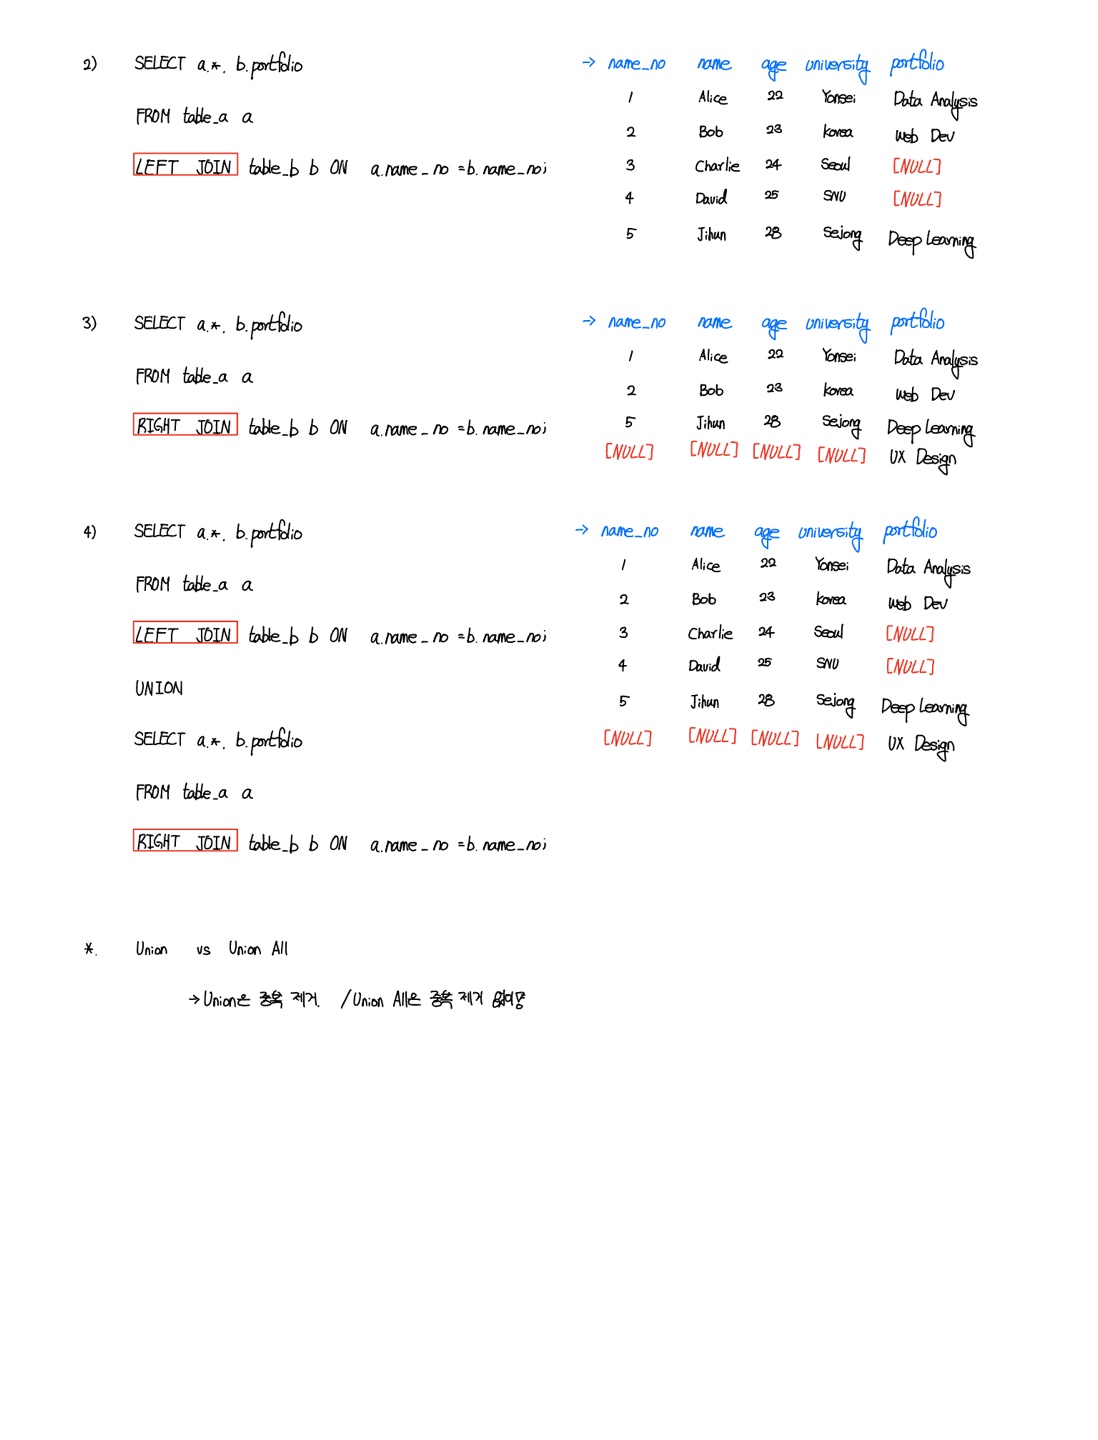 2) SELECT a.*, b.portfolio → name_no name age university portfolio
1 Alice 22 Yonsei Data Analysis
FROM table_a a
2 Bob 23 Korea Web Dev
LEFT JOIN table_b b ON a.name_no = b.name_no; 3 Charlie 24 Seoul [NULL]
4 David 25 SNU [NULL]
5 Jihun 28 Sejong Deep Learning
3) SELECT a.*, b.portfolio → name_no name age university portfolio
1 Alice 22 Yonsei Data Analysis
FROM table_a a
2 Bob 23 Korea Web Dev
RIGHT JOIN table_b b ON a.name_no = b.name_no; 5 Jihun 28 Sejong Deep Learning
[NULL] [NULL] [NULL] [NULL] UX Design
4) SELECT a.*, b.portfolio → name_no name age university portfolio
1 Alice 22 Yonsei Data Analysis
FROM table_a a
2 Bob 23 Korea Web Dev
LEFT JOIN table_b b ON a.name_no = b.name_no; 3 Charlie 24 Seoul [NULL]
4 David 25 SNU [NULL]
UNION
5 Jihun 28 Sejong Deep Learning
SELECT a.*, b.portfolio [NULL] [NULL] [NULL] [NULL] UX Design
FROM table_a a
RIGHT JOIN table_b b ON a.name_no = b.name_no;
*. Union vs Union All
→ Union은 중복 제거. / Union All은 중복 제거